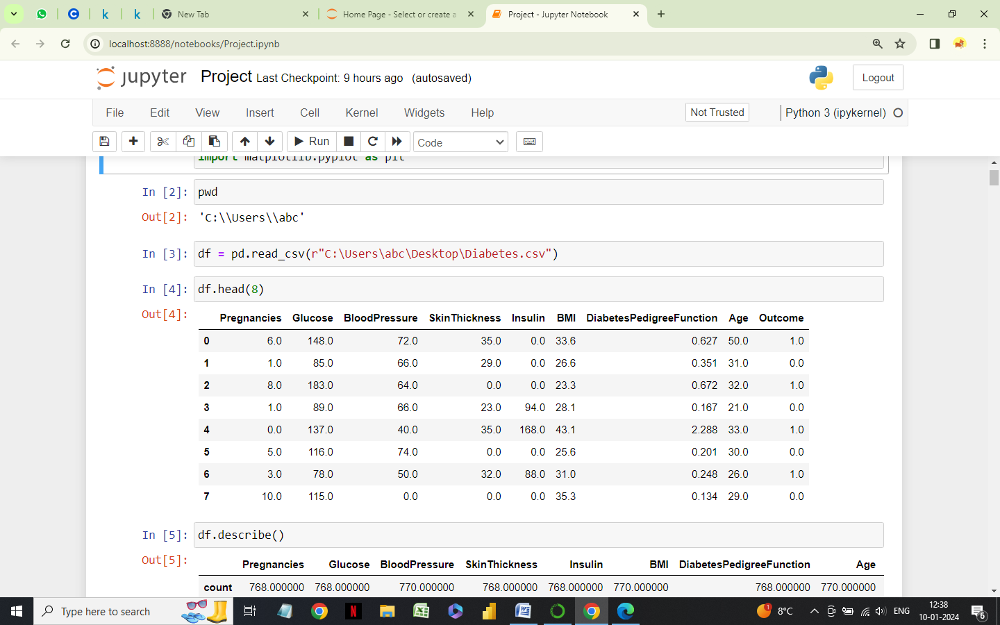 New Tab
Home Page - Select or create a
Project - Jupyter Notebook
localhost:8888/notebooks/Project.ipynb
jupyter Project Last Checkpoint: 9 hours ago (autosaved)
Logout
File Edit View Insert Cell Kernel Widgets Help
Not Trusted
Python 3 (ipykernel)
Run
Code
import matplotlib.pyplot as plt
In [2]: pwd
Out[2]: 'C:\\Users\\abc'
In [3]: df = pd.read_csv(r"C:\Users\abc\Desktop\Diabetes.csv")
In [4]: df.head(8)
Out[4]:
Pregnancies Glucose BloodPressure SkinThickness Insulin BMI DiabetesPedigreeFunction Age Outcome
0 6.0 148.0 72.0 35.0 0.0 33.6 0.627 50.0 1.0
1 1.0 85.0 66.0 29.0 0.0 26.6 0.351 31.0 0.0
2 8.0 183.0 64.0 0.0 0.0 23.3 0.672 32.0 1.0
3 1.0 89.0 66.0 23.0 94.0 28.1 0.167 21.0 0.0
4 0.0 137.0 40.0 35.0 168.0 43.1 2.288 33.0 1.0
5 5.0 116.0 74.0 0.0 0.0 25.6 0.201 30.0 0.0
6 3.0 78.0 50.0 32.0 88.0 31.0 0.248 26.0 1.0
7 10.0 115.0 0.0 0.0 0.0 35.3 0.134 29.0 0.0
In [5]: df.describe()
Out[5]:
Pregnancies Glucose BloodPressure SkinThickness Insulin BMI DiabetesPedigreeFunction Age
count 768.000000 768.000000 770.000000 768.000000 768.000000 770.000000 768.000000 770.000000
Type here to search
1
8°C
ENG
12:38
10-01-2024
6